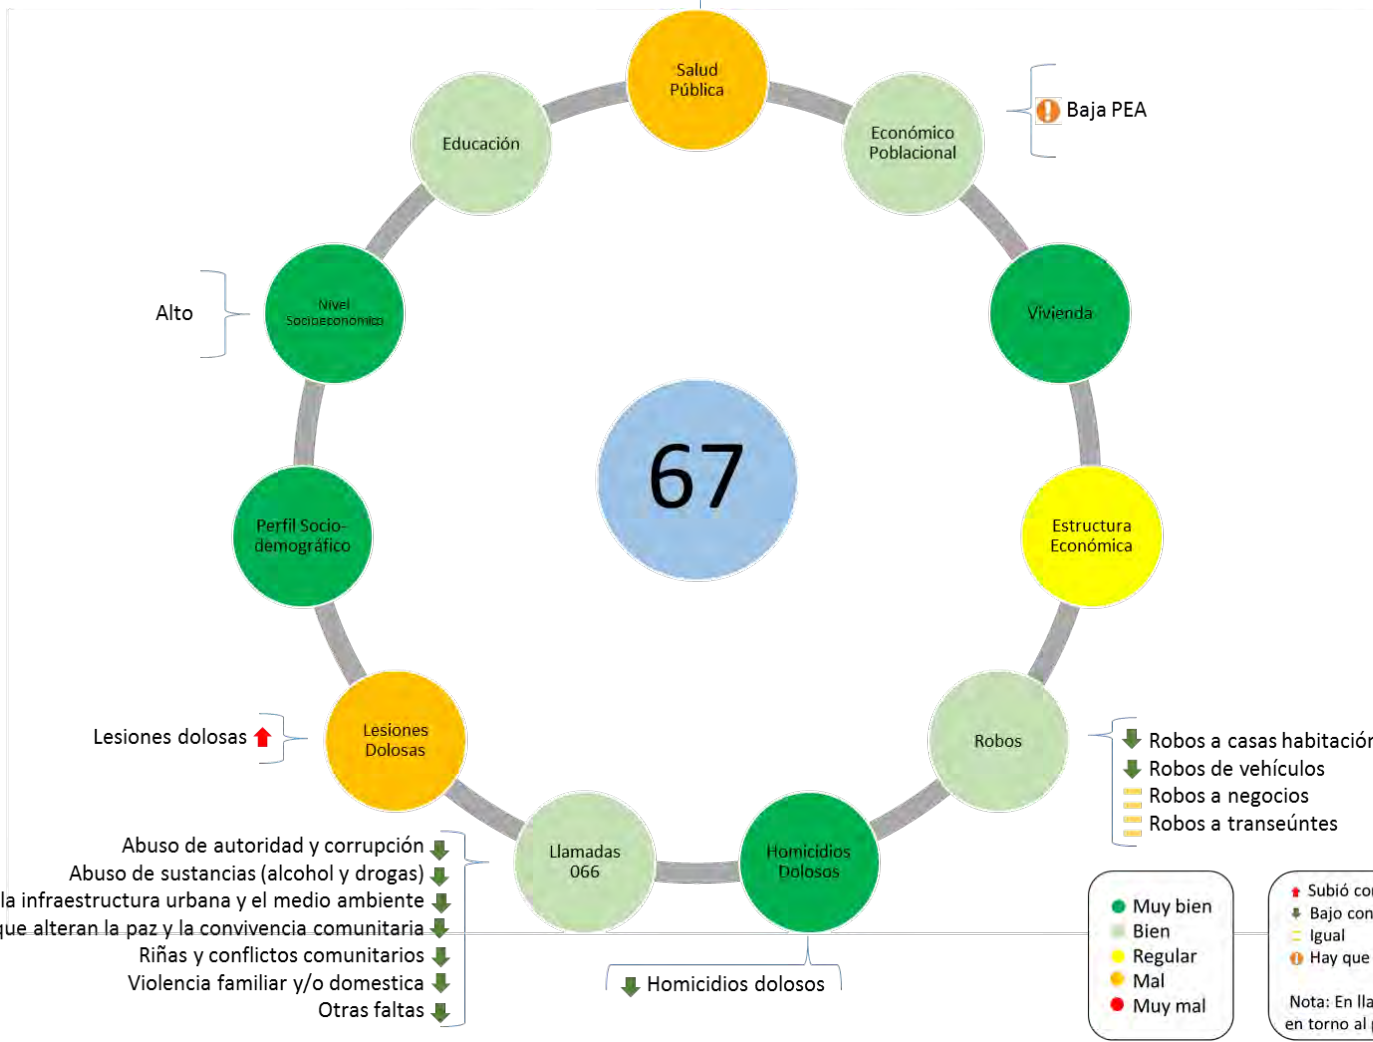 Salud
Pública
Económico
Poblacional
Baja PEA
Educación
Alto
Nivel
Socioeconómico
Vivienda
67
Perfil Socio-
demográfico
Estructura
Económica
Lesiones dolosas
Lesiones
Dolosas
Robos
Robos a casas habitación
Robos de vehículos
Robos a negocios
Robos a transeúntes
Abuso de autoridad y corrupción
Abuso de sustancias (alcohol y drogas)
la infraestructura urbana y el medio ambiente
que alteran la paz y la convivencia comunitaria
Riñas y conflictos comunitarios
Violencia familiar y/o domestica
Otras faltas
Llamadas
066
Homicidios
Dolosos
Homicidios dolosos
Muy bien
Bien
Regular
Mal
Muy mal
Subió con
Bajo con
Igual
Hay que
Nota: En lla
en torno al